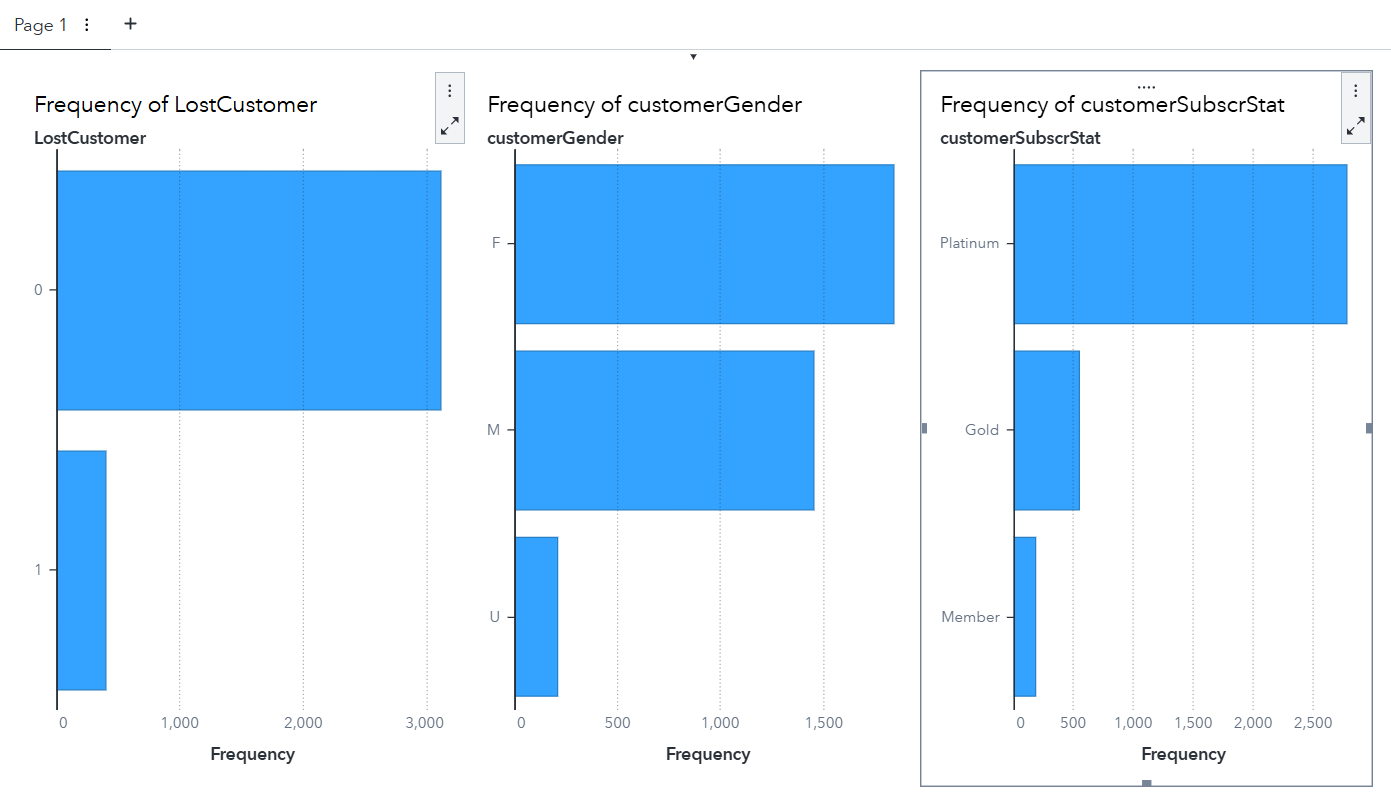 Page 1
Frequency of LostCustomer
LostCustomer
0
1
0 1,000 2,000 3,000
Frequency
Frequency of customerGender
customerGender
F
M
U
0 500 1,000 1,500
Frequency
Frequency of customerSubscrStat
customerSubscrStat
Platinum
Gold
Member
0 500 1,000 1,500 2,000 2,500
Frequency